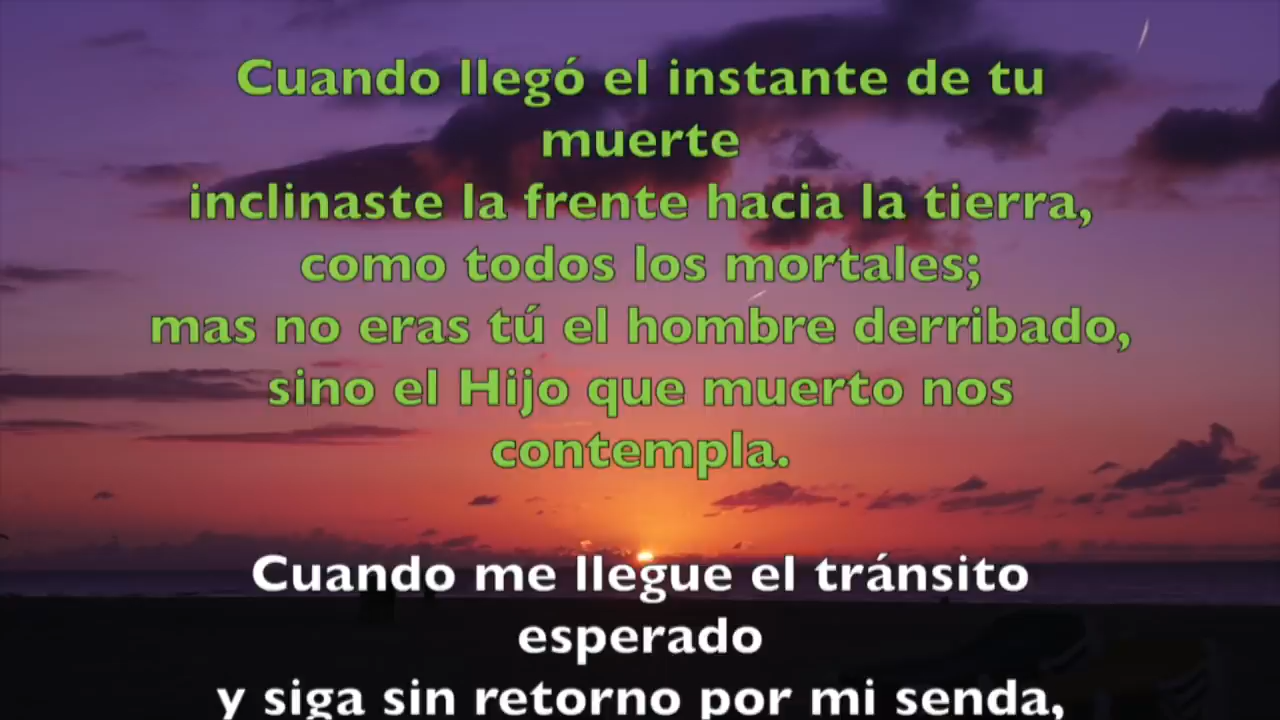 Cuando llegó el instante de tu
muerte
inclinaste la frente hacia la tierra,
como todos los mortales;
mas no eras tú el hombre derribado,
sino el Hijo que muerto nos
contempla.
Cuando me llegue el tránsito
esperado
y siga sin retorno por mi senda,